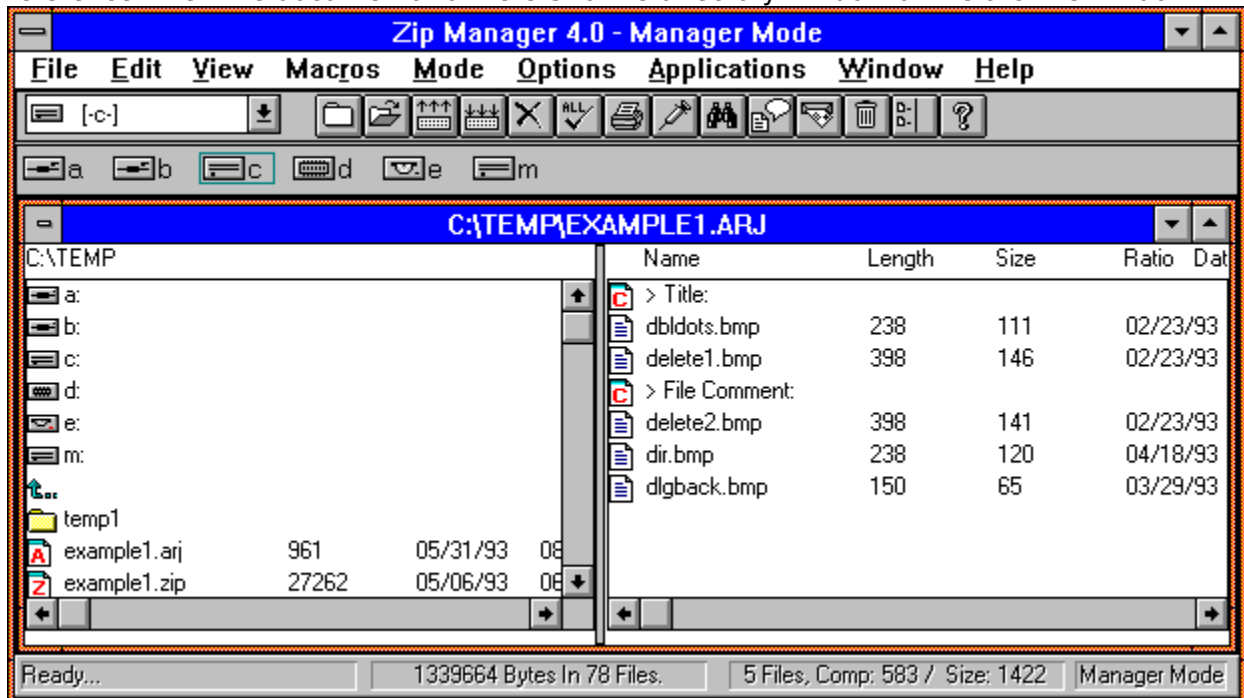 Zip Manager 4.0 - Manager Mode
File Edit View Macros Mode Options Applications Window Help
[-c-] ALL
a b c d e m
C:\TEMP\EXAMPLE1.ARJ
C:\TEMP
a:
b:
c:
d:
e:
m:
temp1
example1.arj 961 05/31/93 08
example1.zip 27262 05/06/93
Name Length Size Ratio Dat
C > Title:
dbldots.bmp 238 111 02/23/93
delete1.bmp 398 146 02/23/93
C > File Comment:
delete2.bmp 398 141 02/23/93
dir.bmp 238 120 04/18/93
dlgback.bmp 150 65 03/29/93
Ready... 1339664 Bytes In 78 Files. 5 Files, Comp: 583 / Size: 1422 Manager Mode